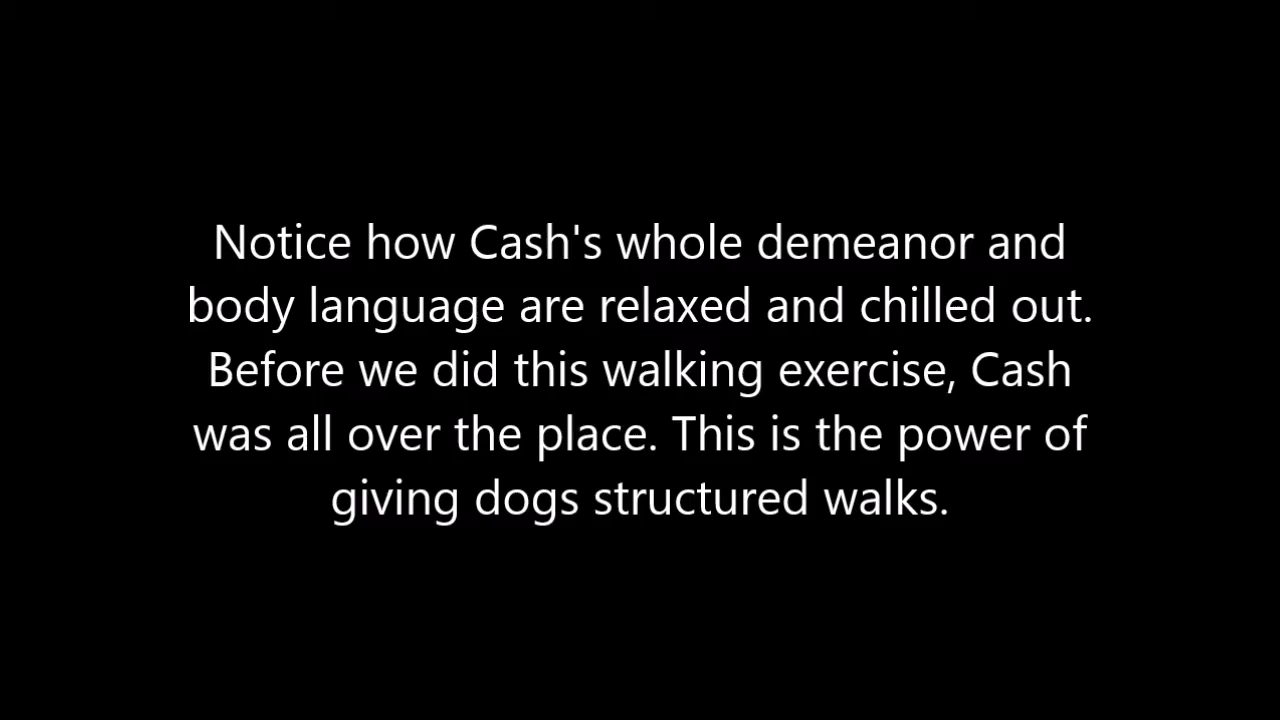 Notice how Cash's whole demeanor and
body language are relaxed and chilled out.
Before we did this walking exercise, Cash
was all over the place. This is the power of
giving dogs structured walks.